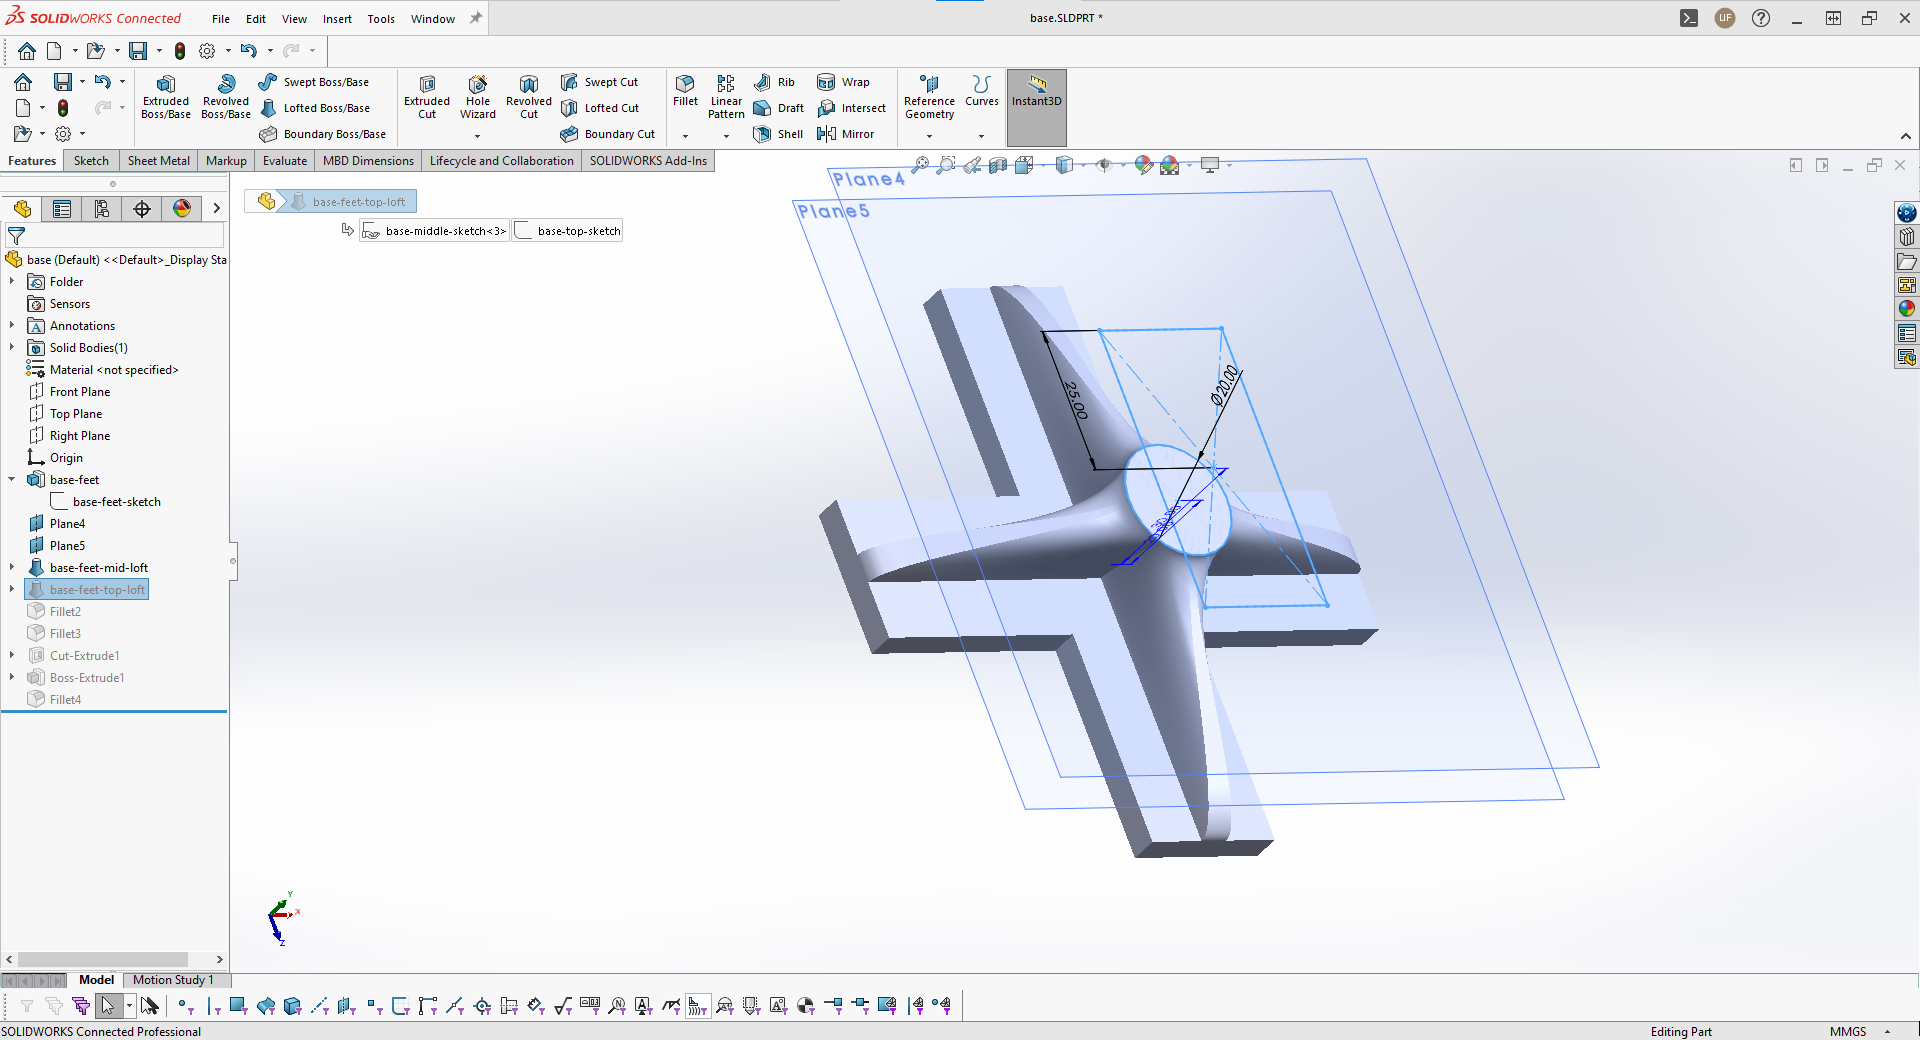 SOLIDWORKS Connected
File Edit View Insert Tools Window
base.SLDPRT *
UF
Extruded Boss/Base
Revolved Boss/Base
Swept Boss/Base
Lofted Boss/Base
Boundary Boss/Base
Extruded Cut
Hole Wizard
Revolved Cut
Swept Cut
Lofted Cut
Boundary Cut
Fillet
Linear Pattern
Rib
Draft
Shell
Wrap
Intersect
Mirror
Reference Geometry
Curves
Instant3D
Features Sketch Sheet Metal Markup Evaluate MBD Dimensions Lifecycle and Collaboration SOLIDWORKS Add-Ins
base-feet-top-loft
base-middle-sketch<3> base-top-sketch
base (Default) <<Default>_Display Sta
Folder
Sensors
Annotations
Solid Bodies(1)
Material <not specified>
Front Plane
Top Plane
Right Plane
Origin
base-feet
base-feet-sketch
Plane4
Plane5
base-feet-mid-loft
base-feet-top-loft
Fillet2
Fillet3
Cut-Extrude1
Boss-Extrude1
Fillet4
Plane4
Plane5
25.00
Ø20.00
Y
X
Z
Model Motion Study 1
SOLIDWORKS Connected Professional
Editing Part
MMGS